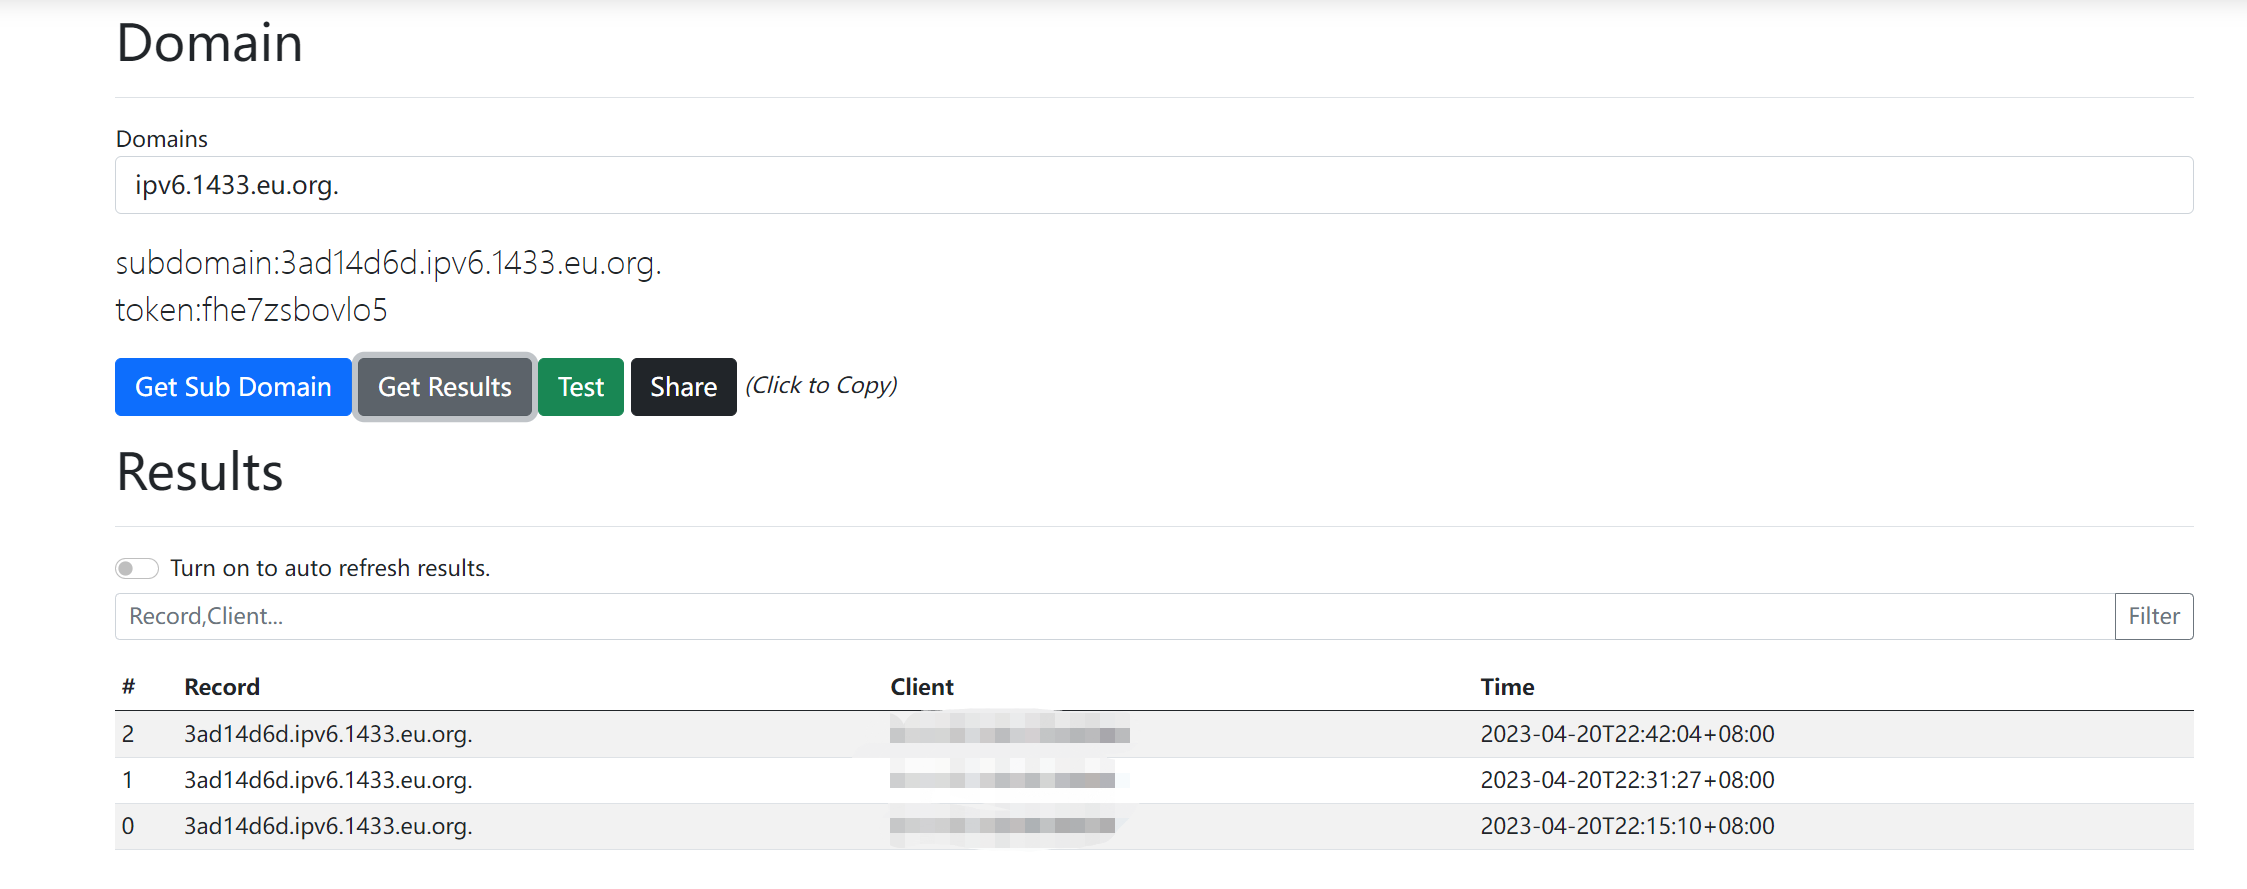 Domain
Domains
ipv6.1433.eu.org.
subdomain:3ad14d6d.ipv6.1433.eu.org.
token:fhe7zsbovlo5
Get Sub Domain Get Results Test Share (Click to Copy)
Results
Turn on to auto refresh results.
Record,Client... Filter
# Record Client Time
2 3ad14d6d.ipv6.1433.eu.org. 2023-04-20T22:42:04+08:00
1 3ad14d6d.ipv6.1433.eu.org. 2023-04-20T22:31:27+08:00
0 3ad14d6d.ipv6.1433.eu.org. 2023-04-20T22:15:10+08:00